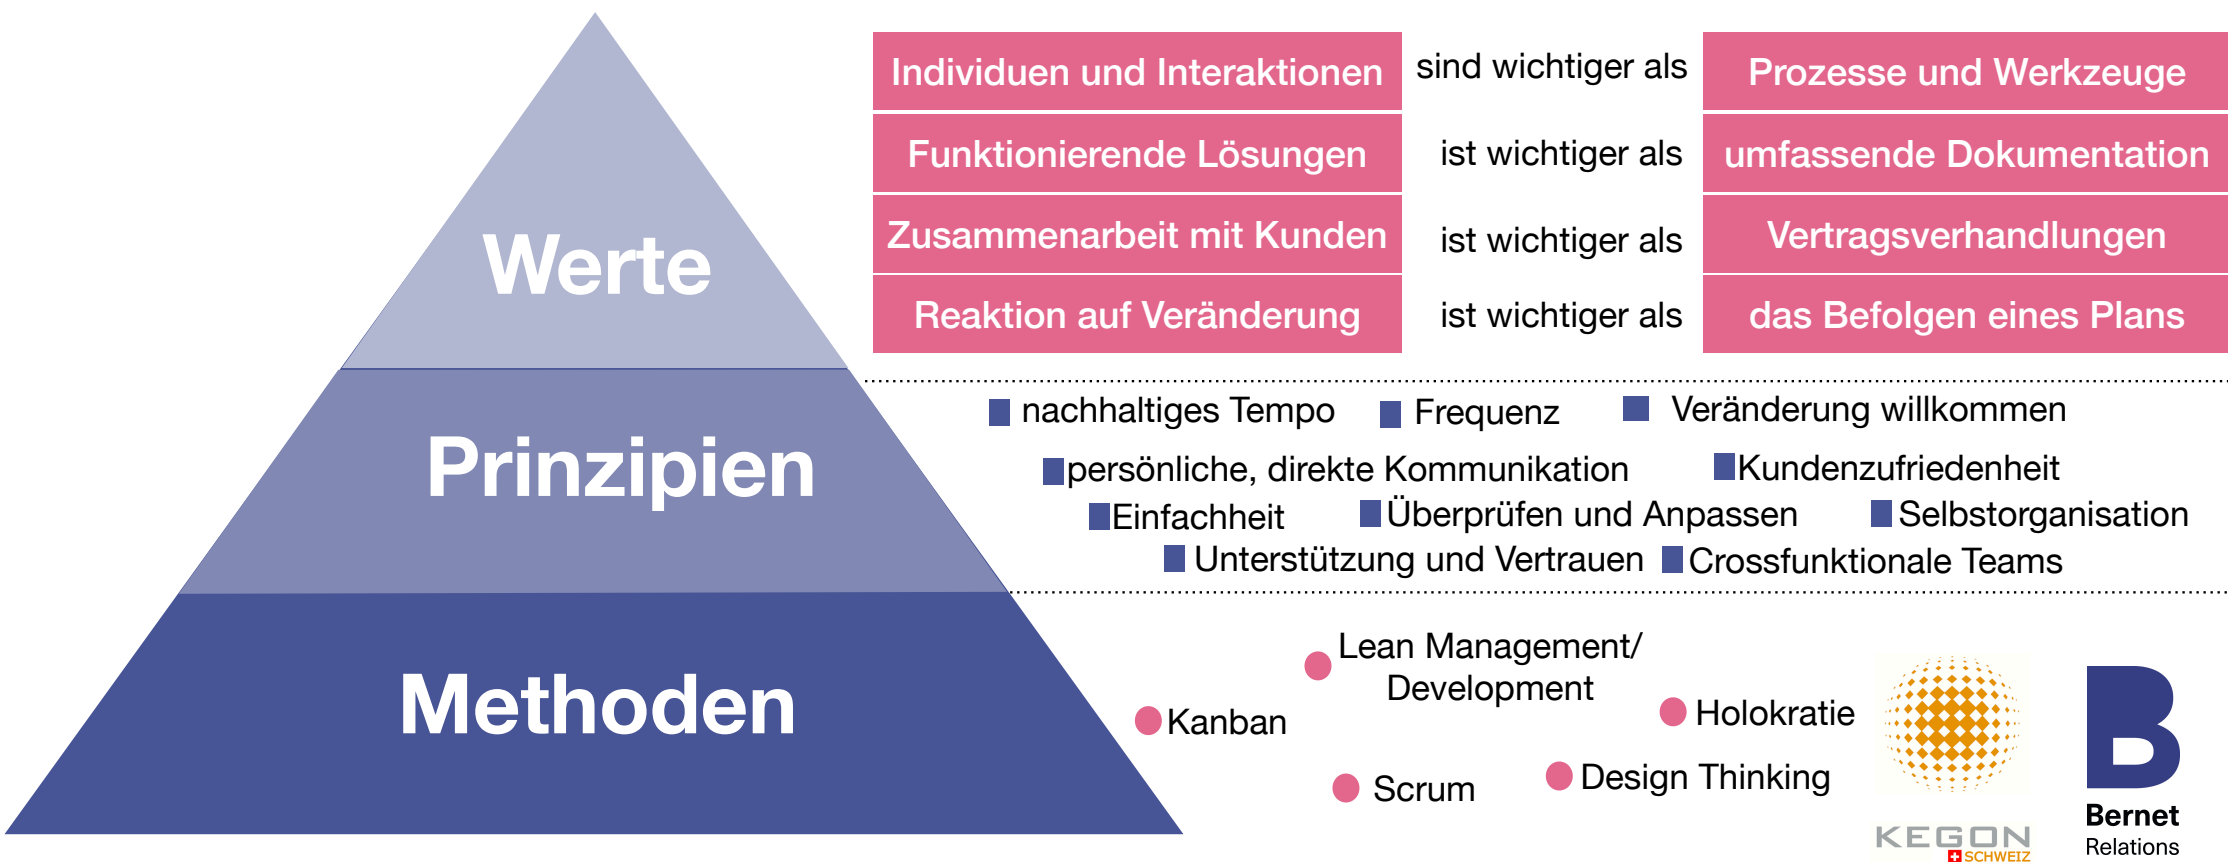 Werte
Individuen und Interaktionen sind wichtiger als Prozesse und Werkzeuge
Funktionierende Lösungen ist wichtiger als umfassende Dokumentation
Zusammenarbeit mit Kunden ist wichtiger als Vertragsverhandlungen
Reaktion auf Veränderung ist wichtiger als das Befolgen eines Plans
Prinzipien
nachhaltiges Tempo Frequenz Veränderung willkommen
persönliche, direkte Kommunikation Kundenzufriedenheit
Einfachheit Überprüfen und Anpassen Selbstorganisation
Unterstützung und Vertrauen Crossfunktionale Teams
Methoden
Lean Management/
Development
Kanban
Holokratie
Scrum
Design Thinking
KEGON
SCHWEIZ
B
Bernet
Relations